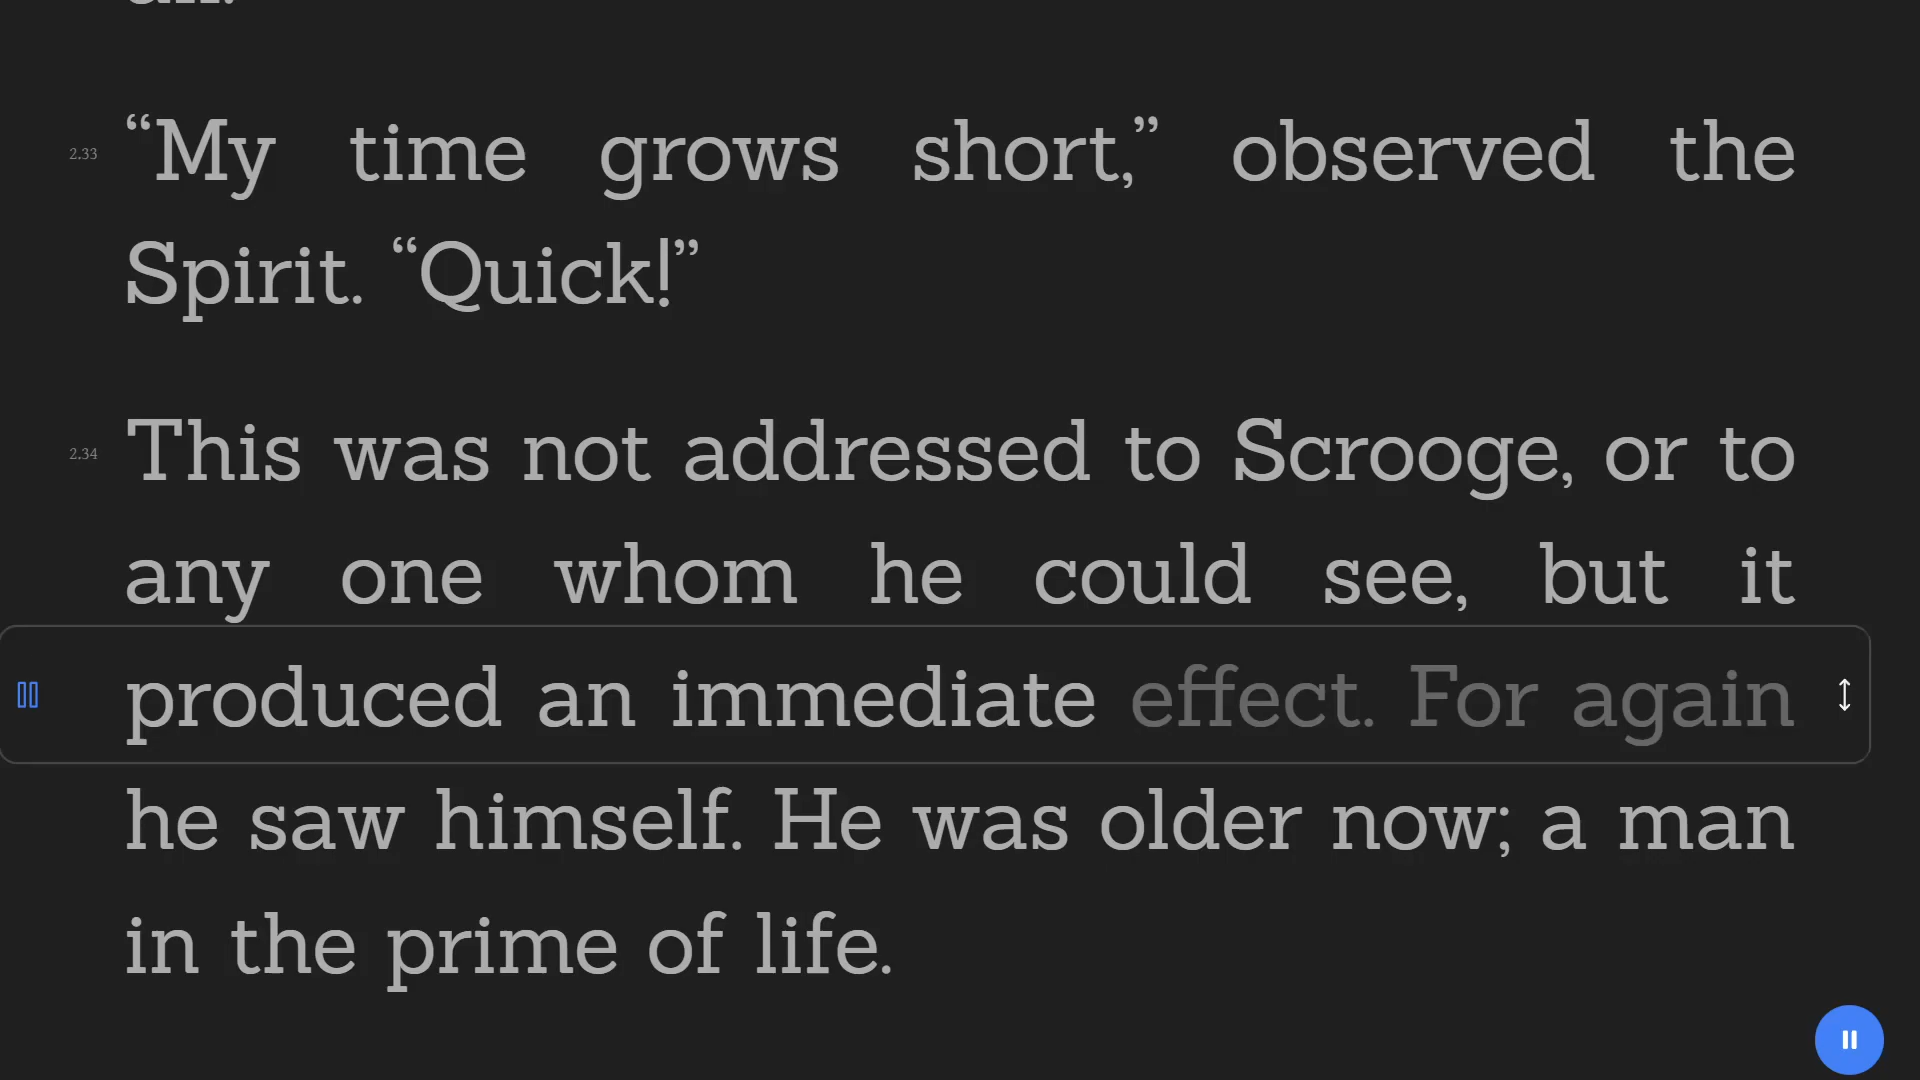 2.33 “My time grows short,” observed the
Spirit. “Quick!”
2.34 This was not addressed to Scrooge, or to
any one whom he could see, but it
produced an immediate effect. For again
he saw himself. He was older now; a man
in the prime of life.